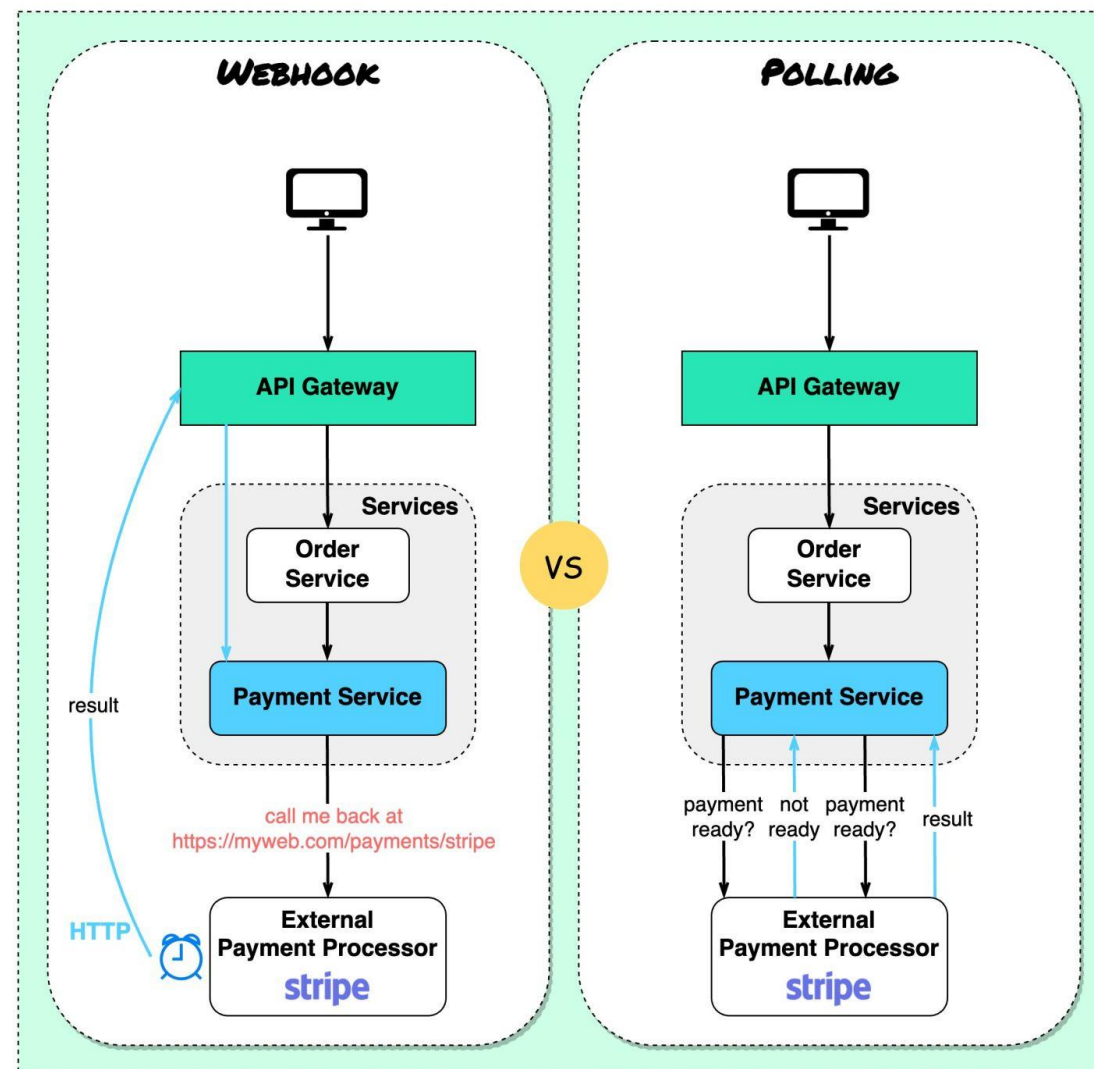 WEBHOOK
API Gateway
Services
Order
Service
Payment Service
result
call me back at
https://myweb.com/payments/stripe
HTTP
External
Payment Processor
stripe
VS
POLLING
API Gateway
Services
Order
Service
Payment Service
payment
ready?
not
ready
payment
ready?
result
External
Payment Processor
stripe